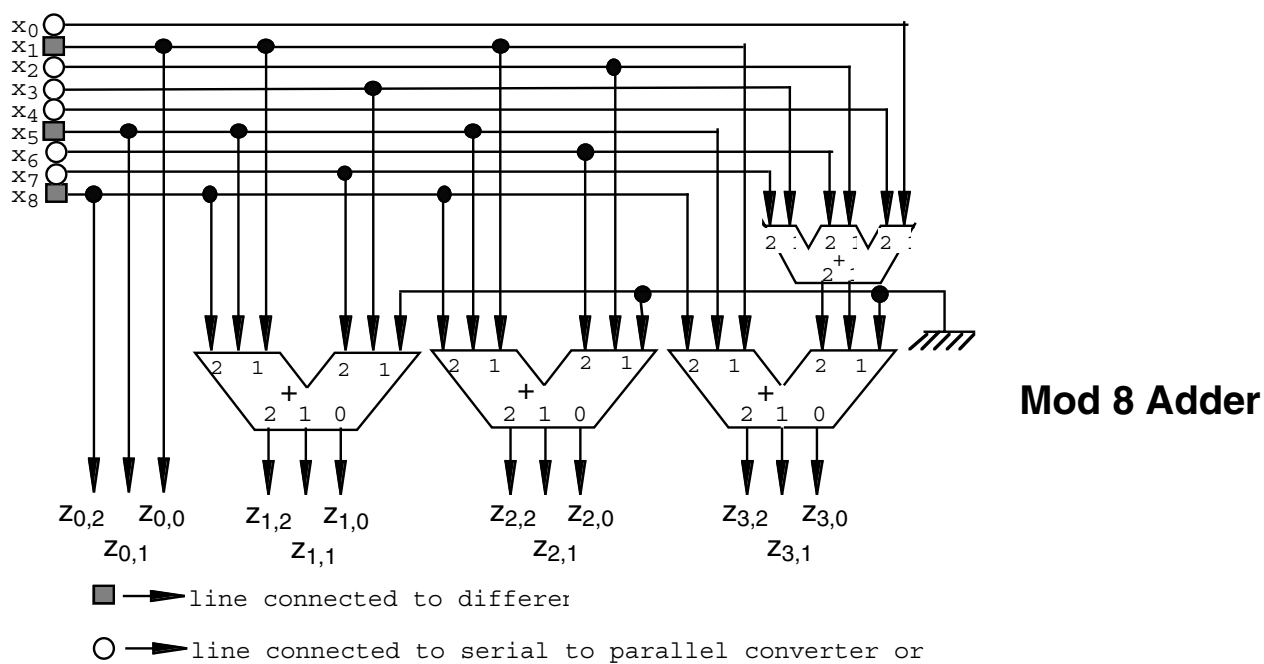 x0
x1
x2
x3
x4
x5
x6
x7
x8
2 1 2 1 2 1
+
2 1
2 1 2 1 2 1 2 1 2 1 2 1
+ + +
2 1 0 2 1 0 2 1 0
Mod 8 Adder
z0,2 z0,0 z1,2 z1,0 z2,2 z2,0 z3,2 z3,0
z0,1 z1,1 z2,1 z3,1
line connected to
line connected to serial to parallel converter or